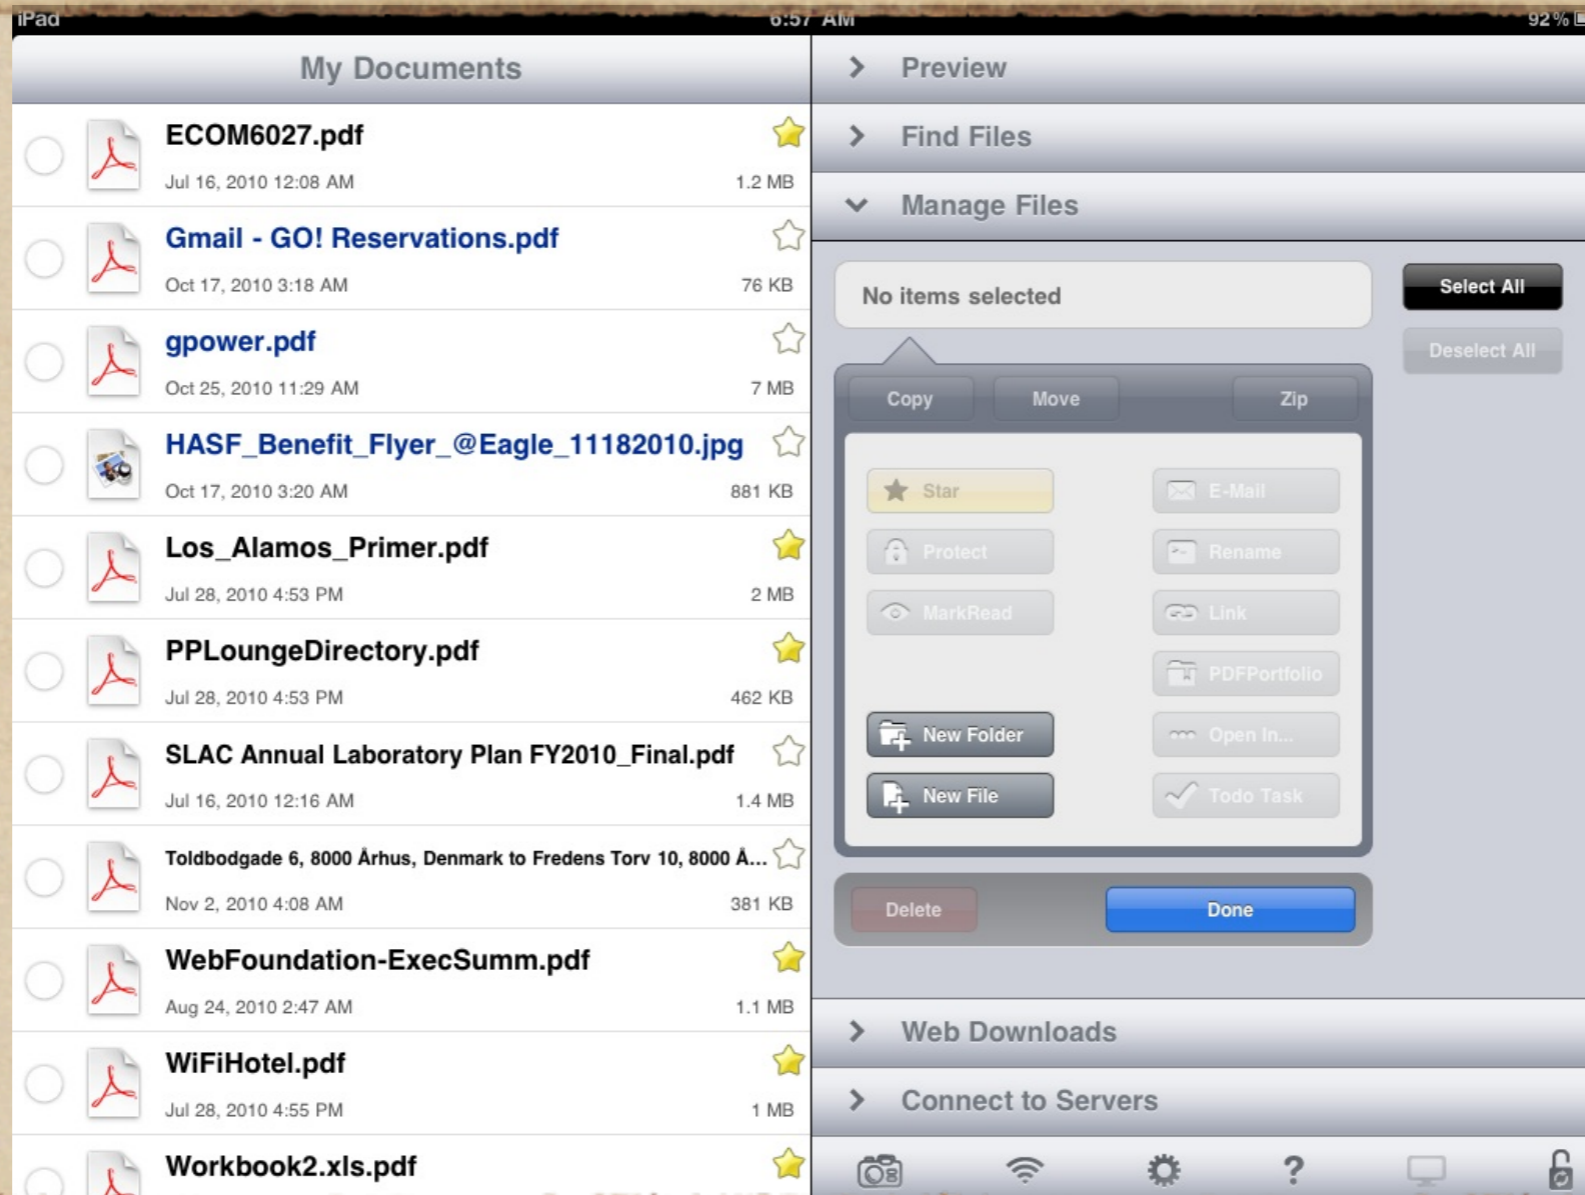 iPad
6:57 AM
92%
My Documents
ECOM6027.pdf
Jul 16, 2010 12:08 AM
1.2 MB
Gmail - GO! Reservations.pdf
Oct 17, 2010 3:18 AM
76 KB
gpower.pdf
Oct 25, 2010 11:29 AM
7 MB
HASF_Benefit_Flyer_@Eagle_11182010.jpg
Oct 17, 2010 3:20 AM
881 KB
Los_Alamos_Primer.pdf
Jul 28, 2010 4:53 PM
2 MB
PPLoungeDirectory.pdf
Jul 28, 2010 4:53 PM
462 KB
SLAC Annual Laboratory Plan FY2010_Final.pdf
Jul 16, 2010 12:16 AM
1.4 MB
Toldbodgade 6, 8000 Århus, Denmark to Fredens Torv 10, 8000 Å...
Nov 2, 2010 4:08 AM
381 KB
WebFoundation-ExecSumm.pdf
Aug 24, 2010 2:47 AM
1.1 MB
WiFiHotel.pdf
Jul 28, 2010 4:55 PM
1 MB
Workbook2.xls.pdf
Preview
Find Files
Manage Files
No items selected
Select All
Deselect All
Copy
Move
Zip
Star
E-Mail
Protect
Rename
MarkRead
Link
PDFPortfolio
New Folder
Open In...
New File
Todo Task
Delete
Done
Web Downloads
Connect to Servers
?